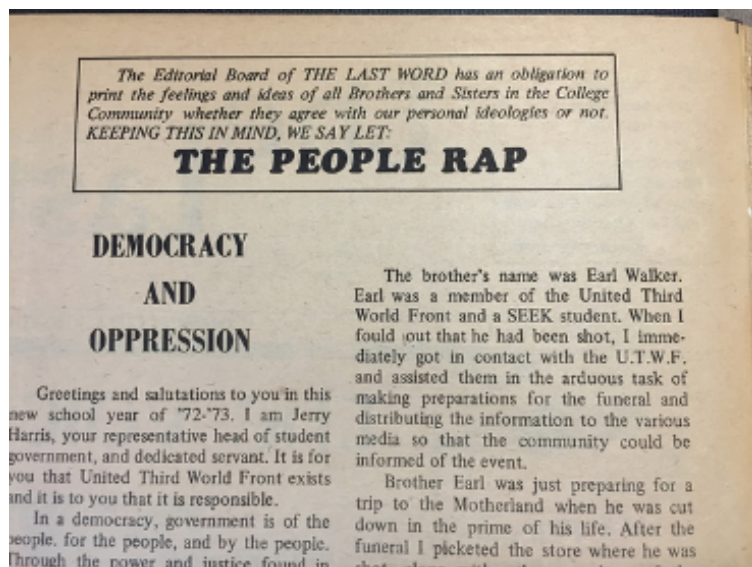 The Editorial Board of THE LAST WORD has an obligation to
print the feelings and ideas of all Brothers and Sisters in the College
Community whether they agree with our personal ideologies or not.
KEEPING THIS IN MIND, WE SAY LET:
THE PEOPLE RAP
DEMOCRACY
AND
OPPRESSION
Greetings and salutations to you in this
new school year of '72-'73. I am Jerry
Harris, your representative head of student
government, and dedicated servant. It is for
you that United Third World Front exists
and it is to you that it is responsible.
In a democracy, government is of the
people, for the people, and by the people.
Through the power and justice found in
The brother's name was Earl Walker.
Earl was a member of the United Third
World Front and a SEEK student. When I
fould out that he had been shot, I imme-
diately got in contact with the U.T.W.F.
and assisted them in the arduous task of
making preparations for the funeral and
distributing the information to the various
media so that the community could be
informed of the event.
Brother Earl was just preparing for a
trip to the Motherland when he was cut
down in the prime of his life. After the
funeral I picketed the store where he was